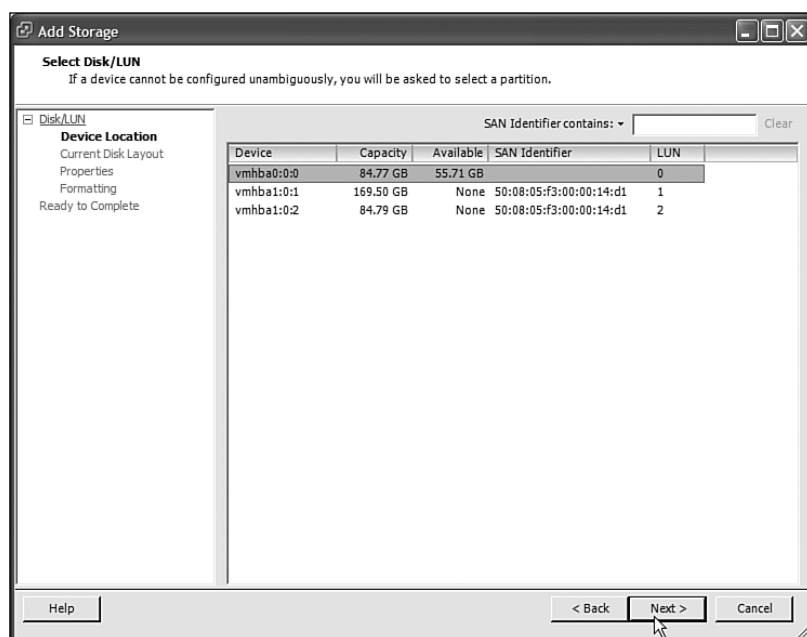 Add Storage
Select Disk/LUN
If a device cannot be configured unambiguously, you will be asked to select a partition.
Disk/LUN
Device Location
Current Disk Layout
Properties
Formatting
Ready to Complete
SAN Identifier contains: Clear
Device Capacity Available SAN Identifier LUN
vmhba0:0:0 84.77 GB 55.71 GB 0
vmhba1:0:1 169.50 GB None 50:08:05:f3:00:00:14:d1 1
vmhba1:0:2 84.79 GB None 50:08:05:f3:00:00:14:d1 2
Help < Back Next > Cancel